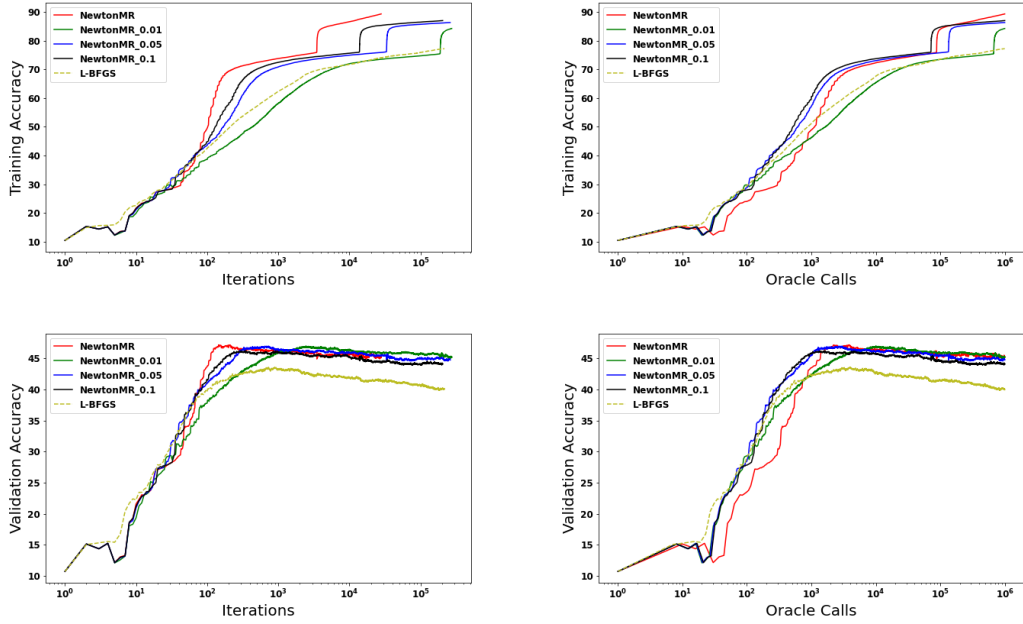 90
80
70
60
50
40
30
20
10
Training Accuracy
NewtonMR
NewtonMR_0.01
NewtonMR_0.05
NewtonMR_0.1
L-BFGS
10^0 10^1 10^2 10^3 10^4 10^5
Iterations
90
80
70
60
50
40
30
20
10
Training Accuracy
NewtonMR
NewtonMR_0.01
NewtonMR_0.05
NewtonMR_0.1
L-BFGS
10^0 10^1 10^2 10^3 10^4 10^5 10^6
Oracle Calls
45
40
35
30
25
20
15
10
Validation Accuracy
NewtonMR
NewtonMR_0.01
NewtonMR_0.05
NewtonMR_0.1
L-BFGS
10^0 10^1 10^2 10^3 10^4 10^5
Iterations
45
40
35
30
25
20
15
10
Validation Accuracy
NewtonMR
NewtonMR_0.01
NewtonMR_0.05
NewtonMR_0.1
L-BFGS
10^0 10^1 10^2 10^3 10^4 10^5 10^6
Oracle Calls